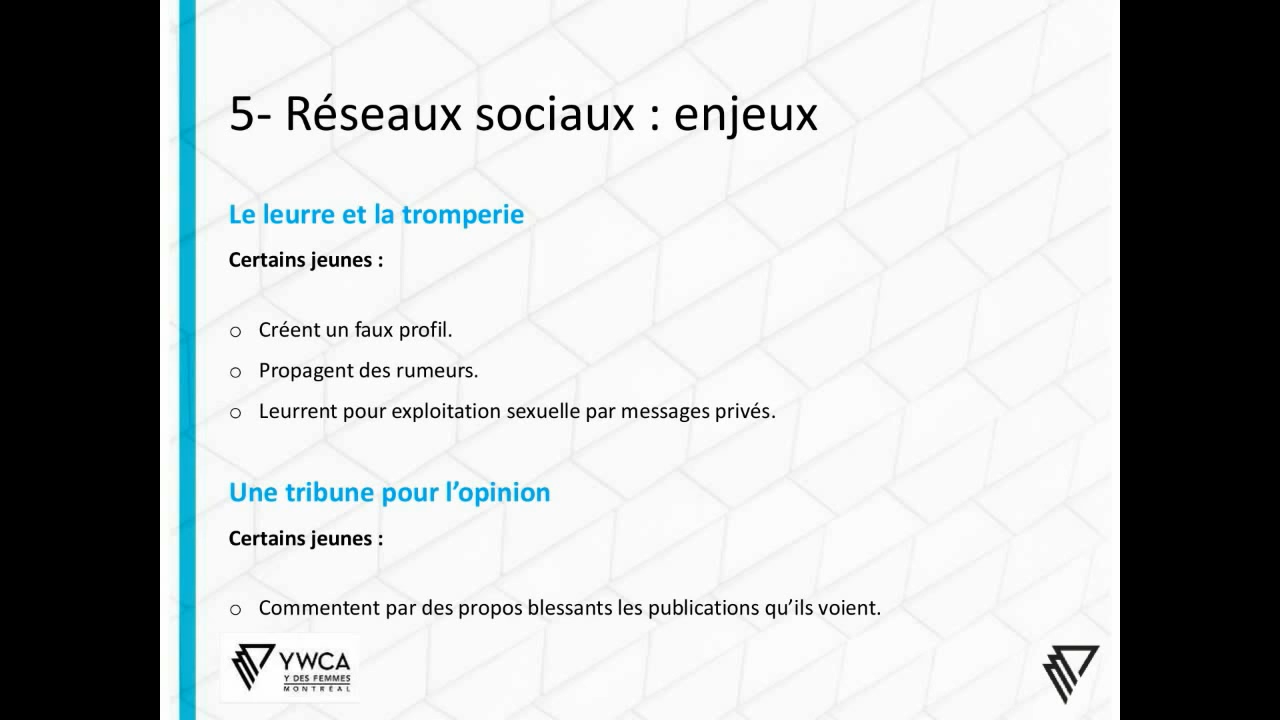 5- Réseaux sociaux : enjeux
Le leurre et la tromperie
Certains jeunes :
o Créent un faux profil.
o Propagent des rumeurs.
o Leurrent pour exploitation sexuelle par messages privés.
Une tribune pour l’opinion
Certains jeunes :
o Commentent par des propos blessants les publications qu’ils voient.
YWCA
Y DES FEMMES
MONTRÉAL